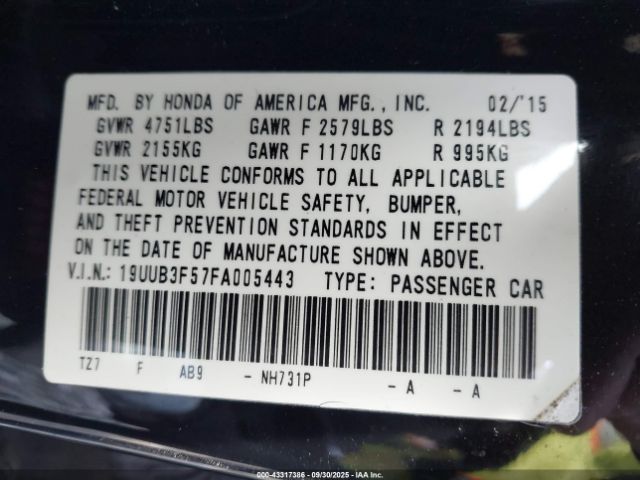 MFD. BY HONDA OF AMERICA MFG., INC. 02/'15
GVWR 4751LBS GAWR F 2579LBS R 2194LBS
GVWR 2155KG GAWR F 1170KG R 995KG
THIS VEHICLE CONFORMS TO ALL APPLICABLE
FEDERAL MOTOR VEHICLE SAFETY, BUMPER,
AND THEFT PREVENTION STANDARDS IN EFFECT
ON THE DATE OF MANUFACTURE SHOWN ABOVE.
V.I.N.: 19UUB3F57FA005443 TYPE: PASSENGER CAR
TZ7 F AB9 - NH731P - A - A
000-43317386 | 09/30/2025 | IAA Inc.